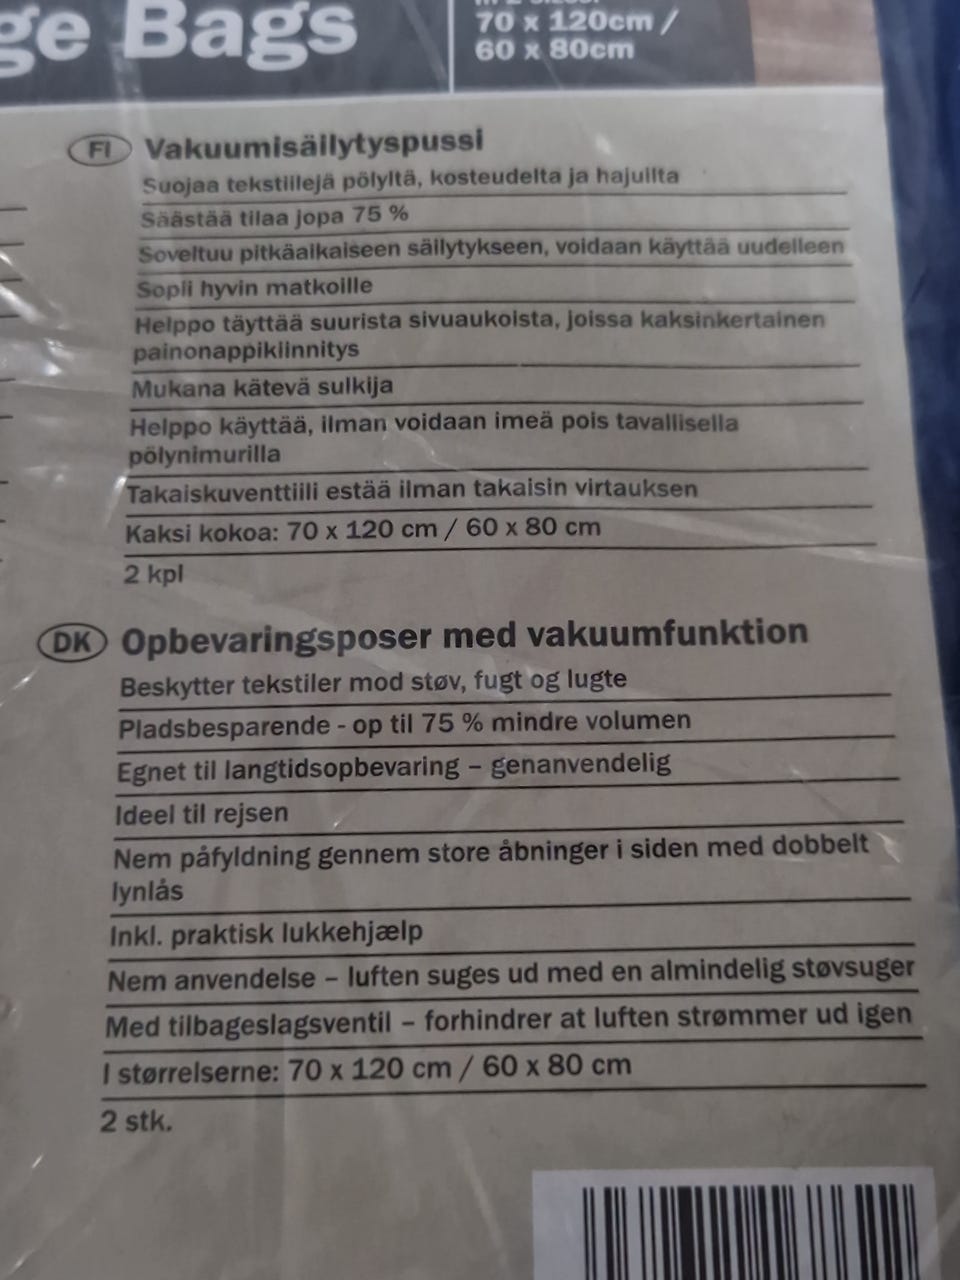 ge Bags
70 x 120cm /
60 x 80cm
FI Vakuumisäilytyspussi
Suojaa tekstiilejä pölyltä, kosteudelta ja hajuilta
Säästää tilaa jopa 75 %
Soveltuu pitkäaikaiseen säilytykseen, voidaan käyttää uudelleen
Sopii hyvin matkoille
Helppo täyttää suurista sivuaukoista, joissa kaksinkertainen
painonappikiinnitys
Mukana kätevä sulkija
Helppo käyttää, ilman voidaan imeä pois tavallisella
pölynimurilla
Takaiskuventtiili estää ilman takaisin virtauksen
Kaksi kokoa: 70 x 120 cm / 60 x 80 cm
2 kpl
DK Opbevaringsposer med vakuumfunktion
Beskytter tekstiler mod støv, fugt og lugte
Pladsbesparende - op til 75 % mindre volumen
Egnet til langtidsopbevaring – genanvendelig
Ideel til rejsen
Nem påfyldning gennem store åbninger i siden med dobbelt
lynlås
Inkl. praktisk lukkehjælp
Nem anvendelse – luften suges ud med en almindelig støvsuger
Med tilbageslagsventil – forhindrer at luften strømmer ud igen
I størrelserne: 70 x 120 cm / 60 x 80 cm
2 stk.